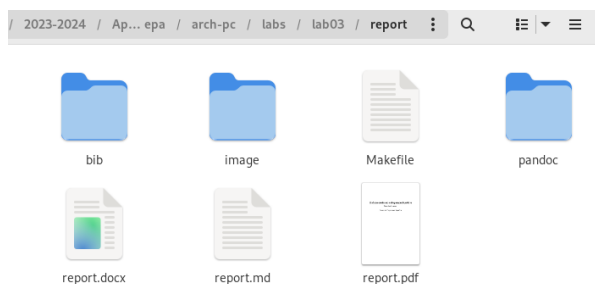 / 2023-2024 / Ap... epa / arch-pc / labs / lab03 / report
bib image Makefile pandoc
report.docx report.md report.pdf